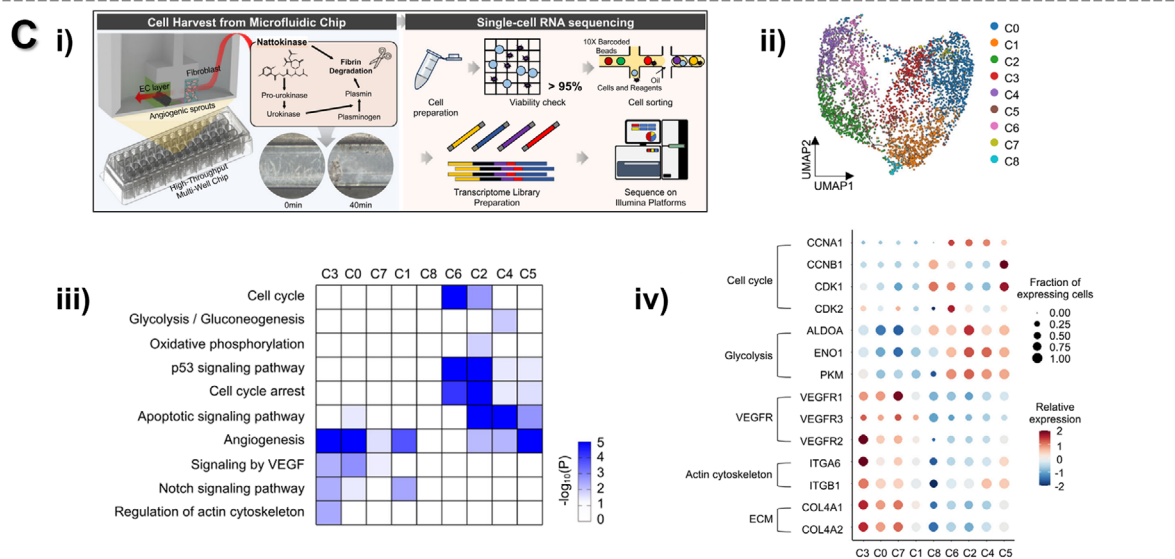 C
i)
Cell Harvest from Microfluidic Chip
Nattokinase
Fibrin
Degradation
Pro-urokinase
Plasmin
Urokinase
Plasminogen
Fibroblast
EC layer
Angiogenic sprouts
High-Throughput
Multi-Well Chip
0min
40min
Single-cell RNA sequencing
Cell
preparation
> 95%
Viability check
10X Barcoded
Beads
Oil
Cells and Reagents
Cell sorting
Transcriptome Library
Preparation
Sequence on
Illumina Platforms
ii)
UMAP2
UMAP1
C0
C1
C2
C3
C4
C5
C6
C7
C8
iii)
C3 C0 C7 C1 C8 C6 C2 C4 C5
Cell cycle
Glycolysis / Gluconeogenesis
Oxidative phosphorylation
p53 signaling pathway
Cell cycle arrest
Apoptotic signaling pathway
Angiogenesis
Signaling by VEGF
Notch signaling pathway
Regulation of actin cytoskeleton
-log10(P)
5
4
3
2
1
0
iv)
Cell cycle
CCNA1
CCNB1
CDK1
CDK2
Glycolysis
ALDOA
ENO1
PKM
VEGFR
VEGFR1
VEGFR3
VEGFR2
Actin cytoskeleton
ITGA6
ITGB1
ECM
COL4A1
COL4A2
C3 C0 C7 C1 C8 C6 C2 C4 C5
Fraction of
expressing cells
0.00
0.25
0.50
0.75
1.00
Relative
expression
2
1
0
-1
-2